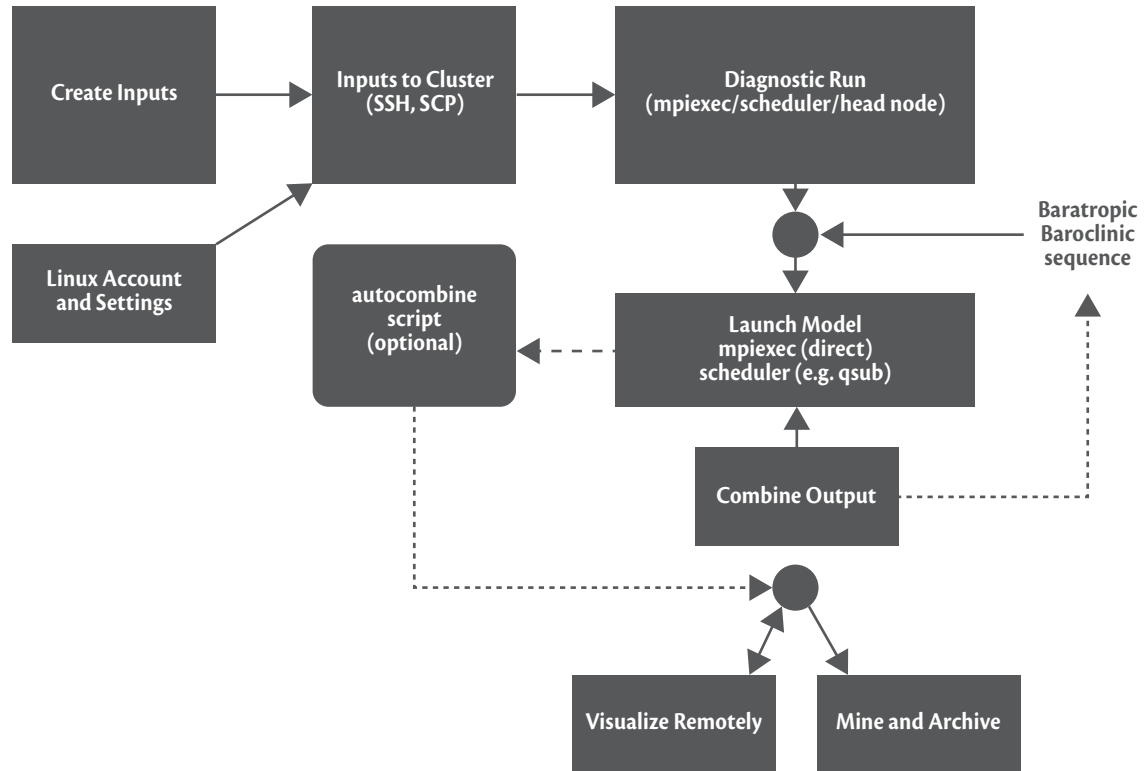 Create Inputs
Inputs to Cluster
(SSH, SCP)
Diagnostic Run
(mpiexec/scheduler/head node)
Baratropic
Baroclinic
sequence
Linux Account
and Settings
autocombine
script
(optional)
Launch Model
mpiexec (direct)
scheduler (e.g. qsub)
Combine Output
Visualize Remotely
Mine and Archive